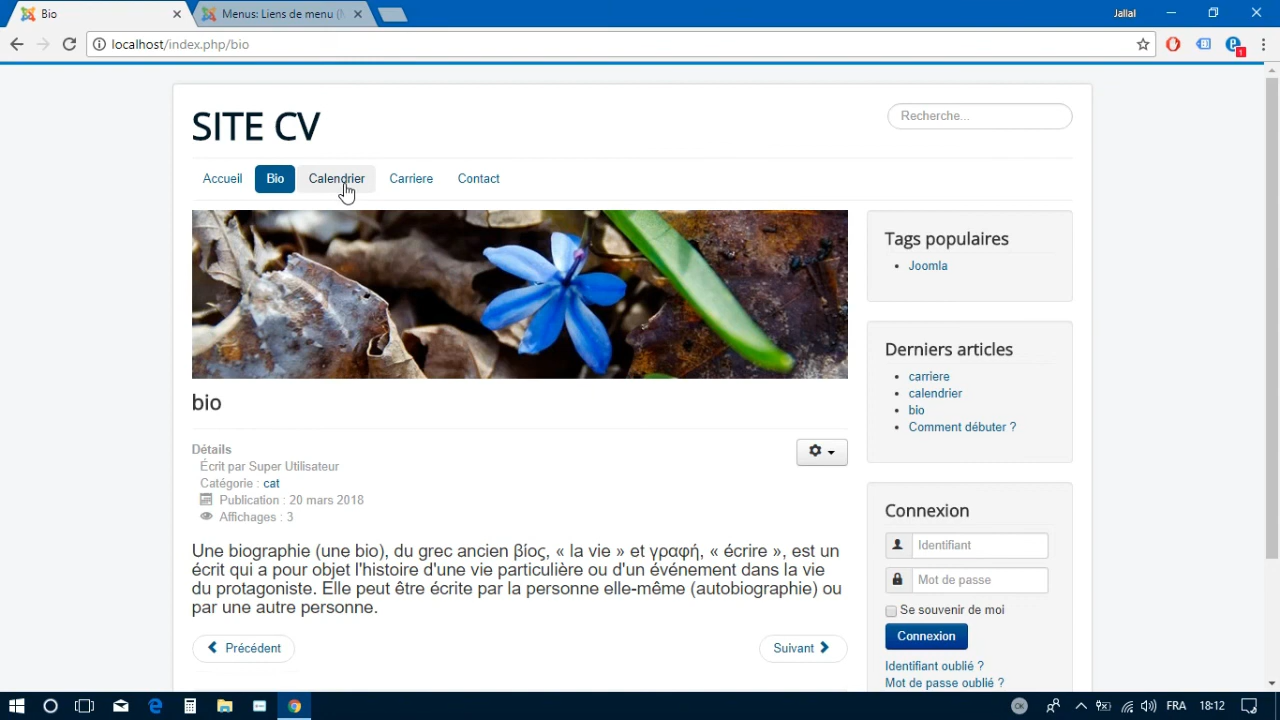 Bio
Menus: Liens de menu (
Jallal
localhost/index.php/bio
1
SITE CV
Recherche...
Accueil
Bio
Calendrier
Carriere
Contact
Tags populaires
Joomla
Derniers articles
carriere
calendrier
bio
Comment débuter ?
bio
Détails
Écrit par Super Utilisateur
Catégorie : cat
Publication : 20 mars 2018
Affichages : 3
Une biographie (une bio), du grec ancien βίος, « la vie » et γραφή, « écrire », est un
écrit qui a pour objet l'histoire d'une vie particulière ou d'un événement dans la vie
du protagoniste. Elle peut être écrite par la personne elle-même (autobiographie) ou
par une autre personne.
Précédent
Suivant
Connexion
Identifiant
Mot de passe
Se souvenir de moi
Connexion
Identifiant oublié ?
Mot de passe oublié ?
OK
FRA
18:12